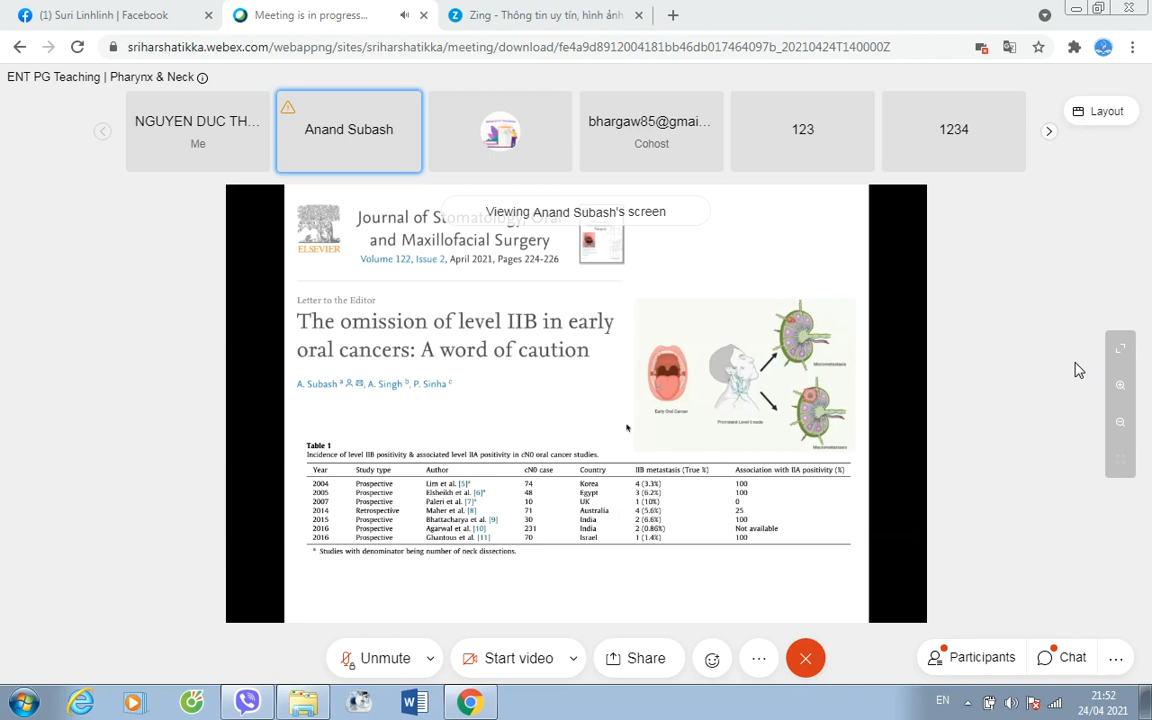 (1) Suri Linhlinh | Facebook
Meeting is in progress...
Zing - Thông tin uy tín, hình ảnh
sriharshatikka.webex.com/webappng/sites/sriharshatikka/meeting/download/fe4a9d8912004181bb46db017464097b_20210424T140000Z
ENT PG Teaching | Pharynx & Neck
Layout
NGUYEN DUC TH...
Me
Anand Subash
bhargaw85@gmai...
Cohost
123
1234
Viewing Anand Subash's screen
ELSEVIER
Journal of Stomatology, Oral
and Maxillofacial Surgery
Volume 122, Issue 2, April 2021, Pages 224-226
Letter to the Editor
The omission of level IIB in early
oral cancers: A word of caution
A. Subash a, A. Singh b, P. Sinha c
Early Oral Cancer
Micrometastasis
Macrometastasis
Table 1
Incidence of level IIB positivity & associated level IIA positivity in cN0 oral cancer studies.
Year Study type Author cN0 case Country IIB metastasis (True %) Association with IIA positivity (%)
2004 Prospective Lim et al. [5]* 74 Korea 4 (3.3%) 100
2005 Prospective Elsheikh et al. [6]* 48 Egypt 3 (6.2%) 100
2007 Prospective Paleri et al. [7]* 10 UK 1 (10%) 0
2014 Retrospective Maher et al. [8] 71 Australia 4 (5.6%) 25
2015 Prospective Bhattacharya et al. [9] 30 India 2 (6.6%) 100
2016 Prospective Agarwal et al. [10] 231 India 2 (0.86%) Not available
2016 Prospective Ghantous et al. [11] 70 Israel 1 (1.4%) 100
* Studies with denominator being number of neck dissections.
Unmute
Start video
Share
Participants
Chat
EN
21:52
24/04 2021